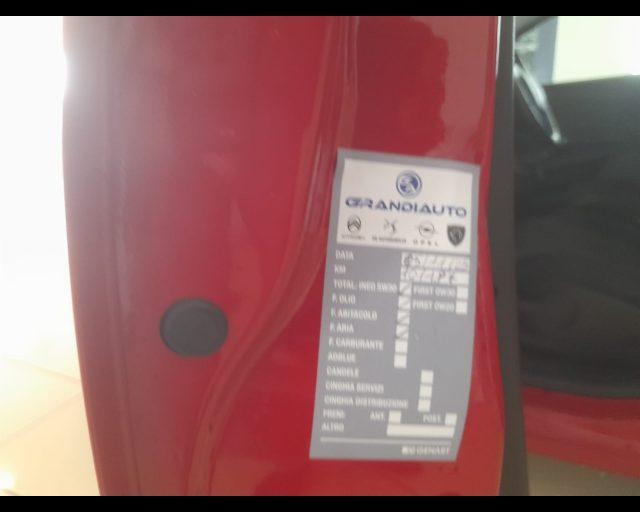 GRANDIAUTO
OPEL
DATA
KM
TOTAL: INEO 5W30 FIRST 0W30
F. OLIO FIRST 0W20
F. ABITACOLO
F. ARIA
F. CARBURANTE
ADBLUE
CANDELE
CINGHIA SERVIZI
CINGHIA DISTRIBUZIONE
FRENI: ANT. POST.
ALTRO